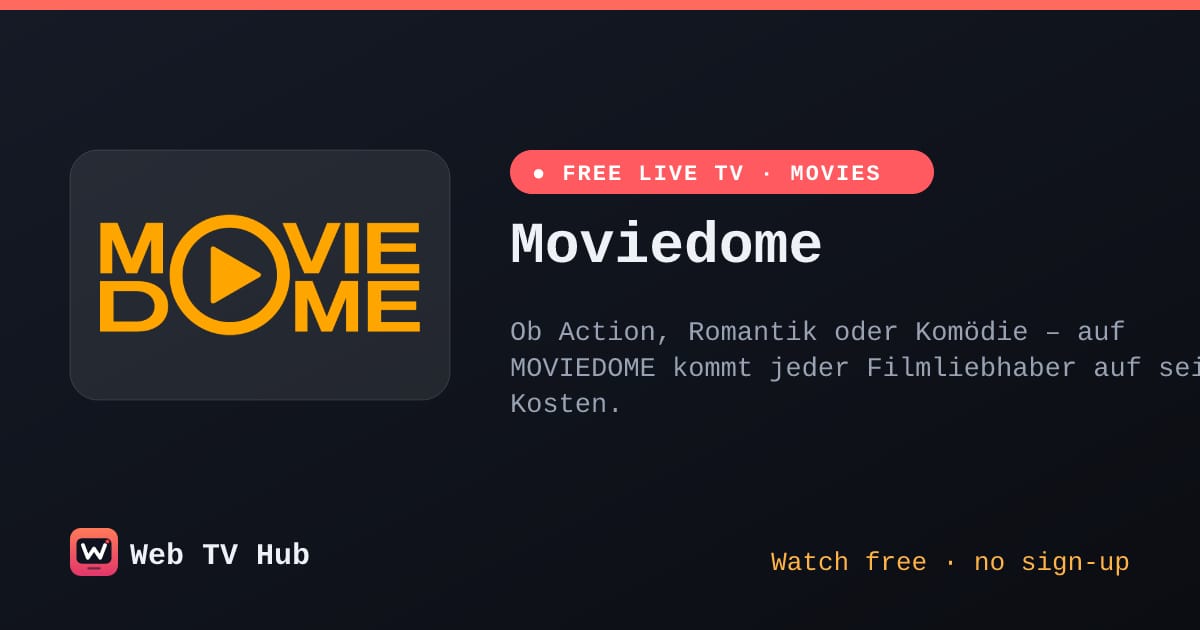 MOVIE
DOME
• FREE LIVE TV · MOVIES
Moviedome
Ob Action, Romantik oder Komödie – auf
MOVIEDOME kommt jeder Filmliebhaber auf sei
Kosten.
W
Web TV Hub
Watch free · no sign-up